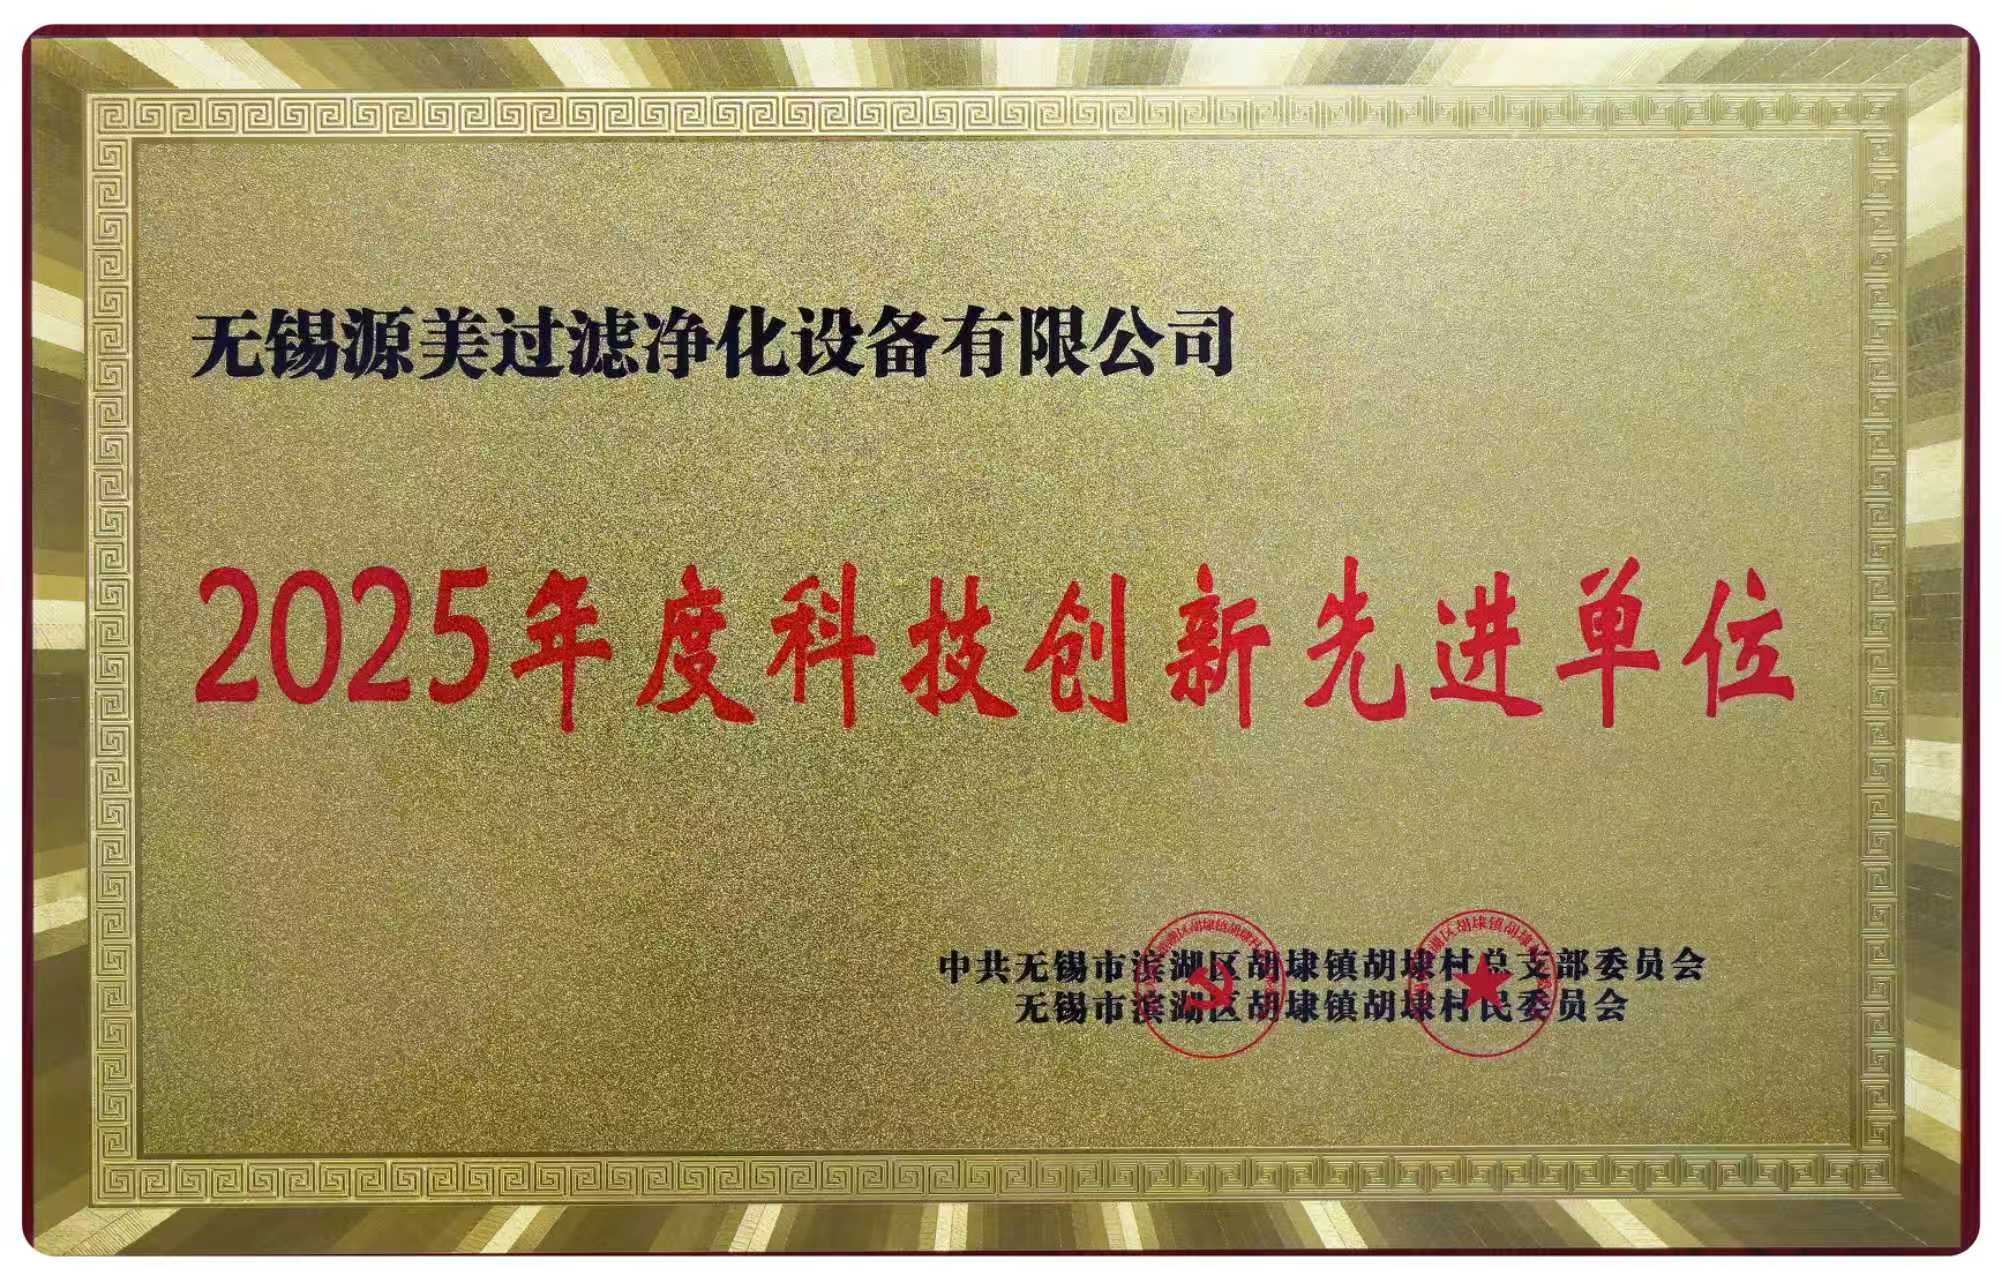 无锡源美过滤净化设备有限公司
2025年度科技创新先进单位
中共无锡市滨湖区胡埭镇胡埭村总支部委员会
无锡市滨湖区胡埭镇胡埭村民委员会